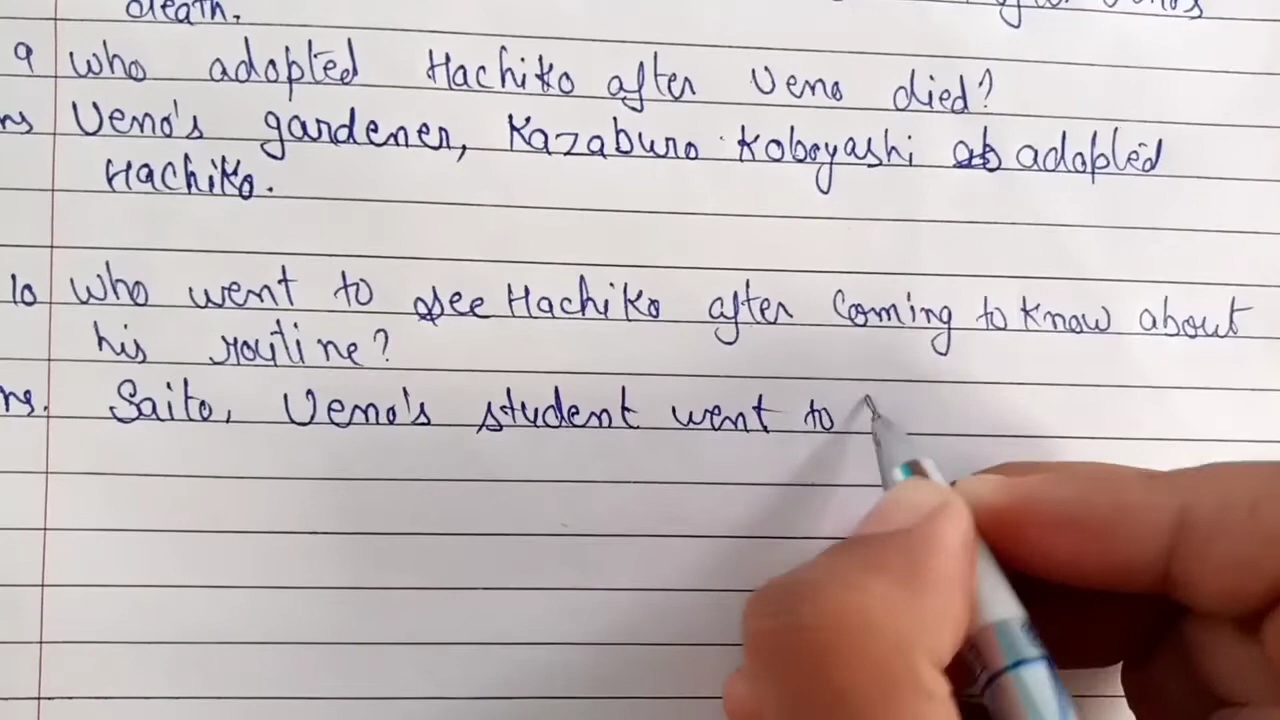 death.
9 who adopted Hachiko after Ueno died?
ns Ueno's gardener, Kazaburo Kobayashi adopted
Hachiko.
10 Who went to see Hachiko after coming to know about
his routine?
ns. Saito, Ueno's student went to